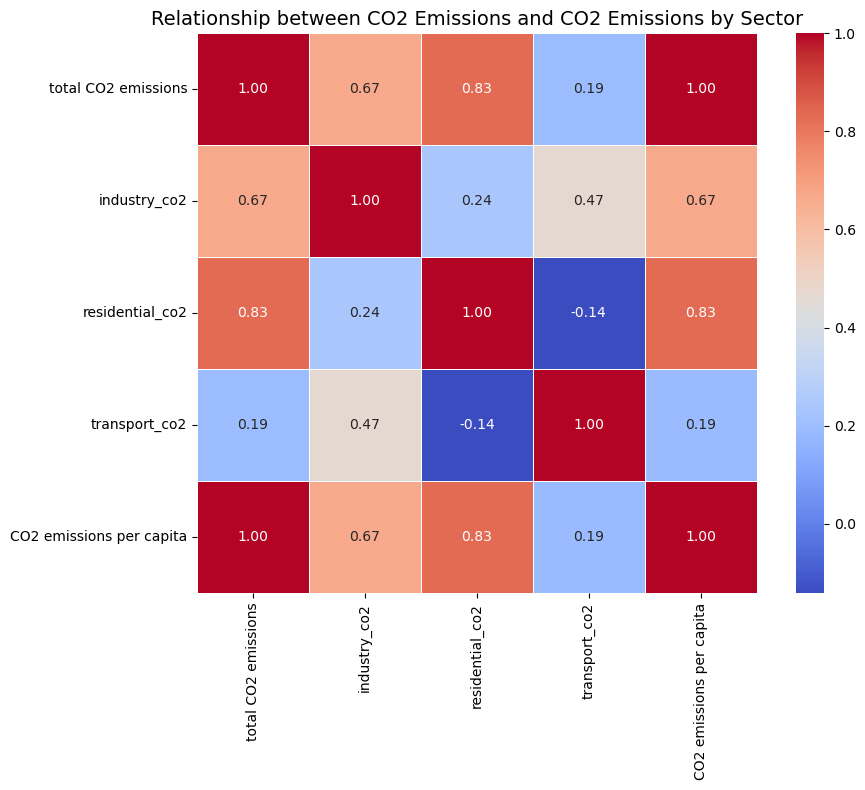 Relationship between CO2 Emissions and CO2 Emissions by Sector
total CO2 emissions 1.00 0.67 0.83 0.19 1.00
industry_co2 0.67 1.00 0.24 0.47 0.67
residential_co2 0.83 0.24 1.00 -0.14 0.83
transport_co2 0.19 0.47 -0.14 1.00 0.19
CO2 emissions per capita 1.00 0.67 0.83 0.19 1.00
total CO2 emissions
industry_co2
residential_co2
transport_co2
CO2 emissions per capita
1.0
0.8
0.6
0.4
0.2
0.0